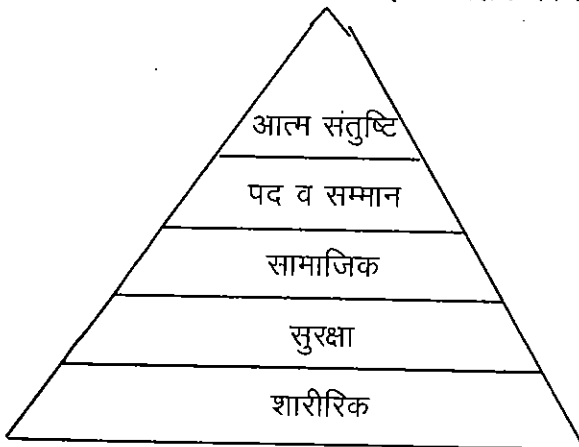 आत्म संतुष्टि
पद व सम्मान
सामाजिक
सुरक्षा
शारीरिक